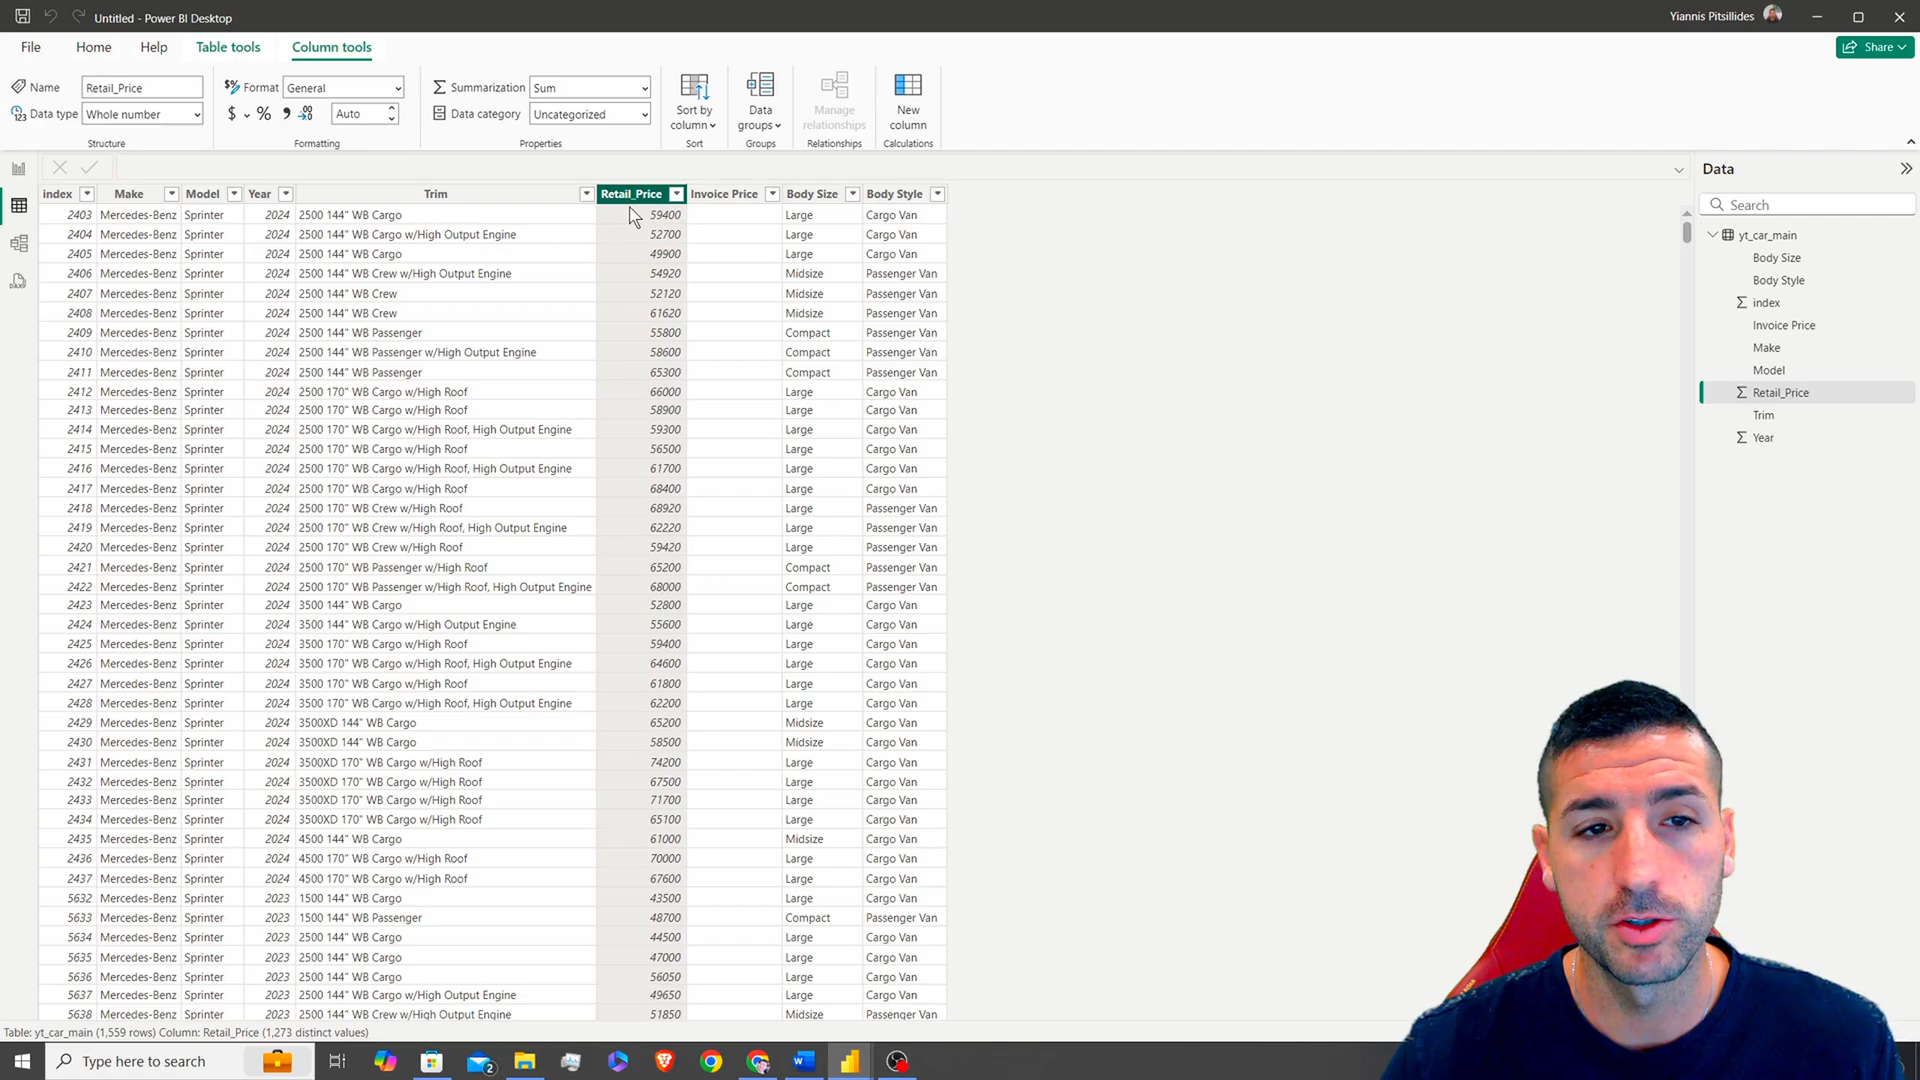 Untitled - Power BI Desktop
Yiannis Pitsillides
File Home Help Table tools Column tools
Share
Name Retail_Price
Format General
Summarization Sum
Data type Whole number
$ % Auto
Data category Uncategorized
Sort by column
Data groups
Manage relationships
New column
Structure Formatting Properties Sort Groups Relationships Calculations
Data
index Make Model Year Trim Retail_Price Invoice Price Body Size Body Style
2403 Mercedes-Benz Sprinter 2024 2500 144" WB Cargo 59400 Large Cargo Van
2404 Mercedes-Benz Sprinter 2024 2500 144" WB Cargo w/High Output Engine 52700 Large Cargo Van
2405 Mercedes-Benz Sprinter 2024 2500 144" WB Cargo 49900 Large Cargo Van
2406 Mercedes-Benz Sprinter 2024 2500 144" WB Crew w/High Output Engine 54920 Midsize Passenger Van
2407 Mercedes-Benz Sprinter 2024 2500 144" WB Crew 52120 Midsize Passenger Van
2408 Mercedes-Benz Sprinter 2024 2500 144" WB Crew 61620 Midsize Passenger Van
2409 Mercedes-Benz Sprinter 2024 2500 144" WB Passenger 55800 Compact Passenger Van
2410 Mercedes-Benz Sprinter 2024 2500 144" WB Passenger w/High Output Engine 58600 Compact Passenger Van
2411 Mercedes-Benz Sprinter 2024 2500 144" WB Passenger 65300 Compact Passenger Van
2412 Mercedes-Benz Sprinter 2024 2500 170" WB Cargo w/High Roof 66000 Large Cargo Van
2413 Mercedes-Benz Sprinter 2024 2500 170" WB Cargo w/High Roof 58900 Large Cargo Van
2414 Mercedes-Benz Sprinter 2024 2500 170" WB Cargo w/High Roof, High Output Engine 59300 Large Cargo Van
2415 Mercedes-Benz Sprinter 2024 2500 170" WB Cargo w/High Roof 56500 Large Cargo Van
2416 Mercedes-Benz Sprinter 2024 2500 170" WB Cargo w/High Roof, High Output Engine 61700 Large Cargo Van
2417 Mercedes-Benz Sprinter 2024 2500 170" WB Cargo w/High Roof 68400 Large Cargo Van
2418 Mercedes-Benz Sprinter 2024 2500 170" WB Crew w/High Roof 68920 Large Passenger Van
2419 Mercedes-Benz Sprinter 2024 2500 170" WB Crew w/High Roof, High Output Engine 62220 Large Passenger Van
2420 Mercedes-Benz Sprinter 2024 2500 170" WB Crew w/High Roof 59420 Large Passenger Van
2421 Mercedes-Benz Sprinter 2024 2500 170" WB Passenger w/High Roof 65200 Compact Passenger Van
2422 Mercedes-Benz Sprinter 2024 2500 170" WB Passenger w/High Roof, High Output Engine 68000 Compact Passenger Van
2423 Mercedes-Benz Sprinter 2024 3500 144" WB Cargo 52800 Large Cargo Van
2424 Mercedes-Benz Sprinter 2024 3500 144" WB Cargo w/High Output Engine 55600 Large Cargo Van
2425 Mercedes-Benz Sprinter 2024 3500 170" WB Cargo w/High Roof 59400 Large Cargo Van
2426 Mercedes-Benz Sprinter 2024 3500 170" WB Cargo w/High Roof, High Output Engine 64600 Large Cargo Van
2427 Mercedes-Benz Sprinter 2024 3500 170" WB Cargo w/High Roof 61800 Large Cargo Van
2428 Mercedes-Benz Sprinter 2024 3500 170" WB Cargo w/High Roof, High Output Engine 62200 Large Cargo Van
2429 Mercedes-Benz Sprinter 2024 3500XD 144" WB Cargo 65200 Midsize Cargo Van
2430 Mercedes-Benz Sprinter 2024 3500XD 144" WB Cargo 58500 Midsize Cargo Van
2431 Mercedes-Benz Sprinter 2024 3500XD 170" WB Cargo w/High Roof 74200 Large Cargo Van
2432 Mercedes-Benz Sprinter 2024 3500XD 170" WB Cargo w/High Roof 67500 Large Cargo Van
2433 Mercedes-Benz Sprinter 2024 3500XD 170" WB Cargo w/High Roof 71700 Large Cargo Van
2434 Mercedes-Benz Sprinter 2024 3500XD 170" WB Cargo w/High Roof 65100 Large Cargo Van
2435 Mercedes-Benz Sprinter 2024 4500 144" WB Cargo 61000 Midsize Cargo Van
2436 Mercedes-Benz Sprinter 2024 4500 170" WB Cargo w/High Roof 70000 Large Cargo Van
2437 Mercedes-Benz Sprinter 2024 4500 170" WB Cargo w/High Roof 67600 Large Cargo Van
5632 Mercedes-Benz Sprinter 2023 1500 144" WB Cargo 43500 Large Cargo Van
5633 Mercedes-Benz Sprinter 2023 1500 144" WB Passenger 48700 Compact Passenger Van
5634 Mercedes-Benz Sprinter 2023 2500 144" WB Cargo 44500 Large Cargo Van
5635 Mercedes-Benz Sprinter 2023 2500 144" WB Cargo 47000 Large Cargo Van
5636 Mercedes-Benz Sprinter 2023 2500 144" WB Cargo 56050 Large Cargo Van
5637 Mercedes-Benz Sprinter 2023 2500 144" WB Cargo w/High Output Engine 49650 Large Cargo Van
5638 Mercedes-Benz Sprinter 2023 2500 144" WB Crew w/High Output Engine 51850 Midsize Passenger Van
Search
yt_car_main
Body Size
Body Style
index
Invoice Price
Make
Model
Retail_Price
Trim
Year
Table: yt_car_main (1,559 rows) Column: Retail_Price (1,273 distinct values)
Type here to search
2